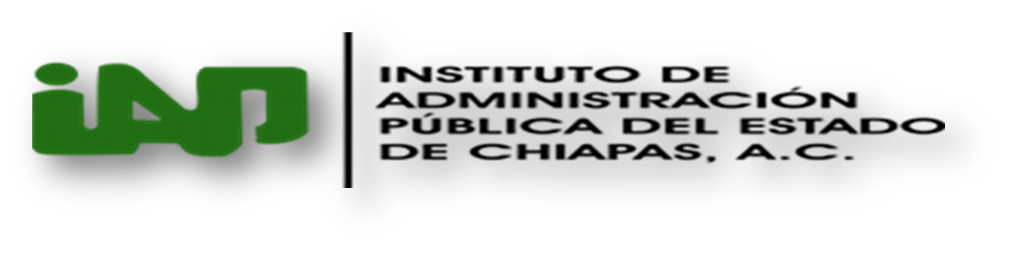 iap
INSTITUTO DE
ADMINISTRACIÓN
PÚBLICA DEL ESTADO
DE CHIAPAS, A.C.